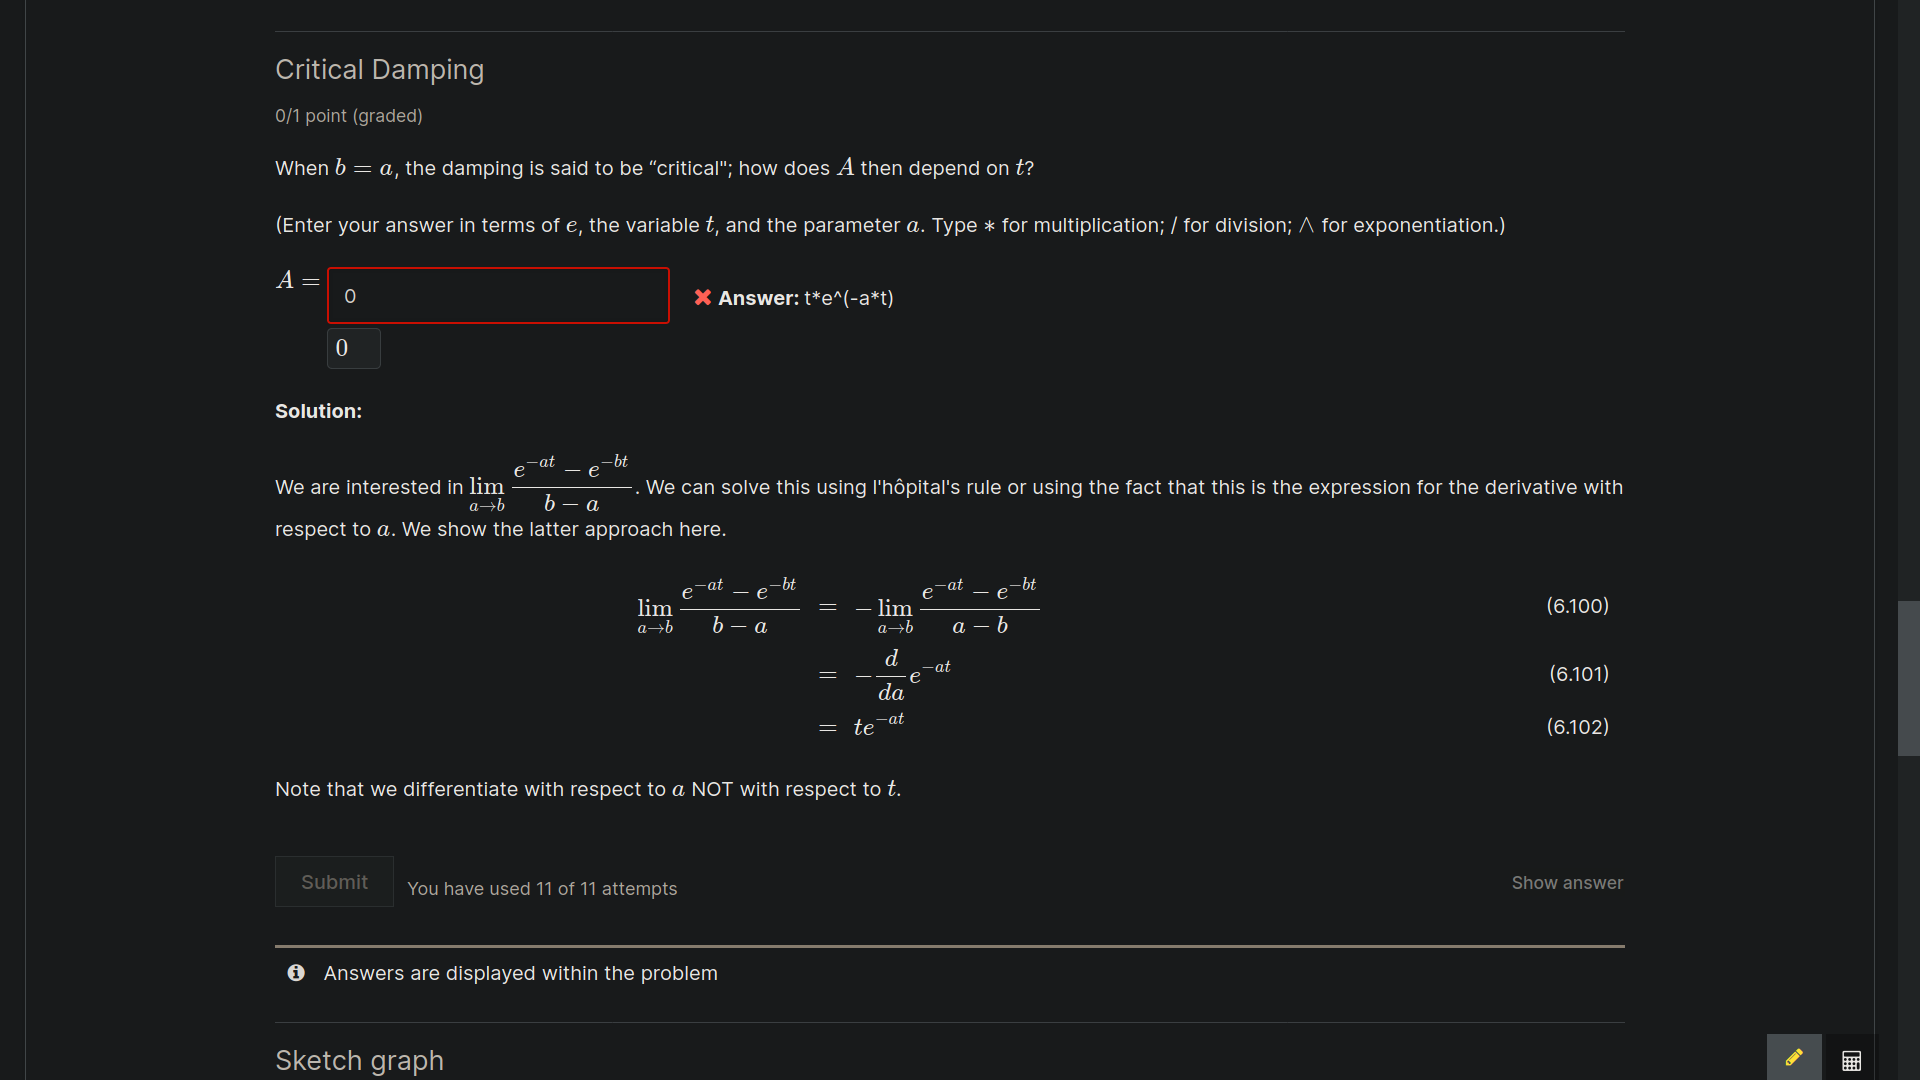 Critical Damping
0/1 point (graded)
When b = a, the damping is said to be “critical"; how does A then depend on t?
(Enter your answer in terms of e, the variable t, and the parameter a. Type ∗ for multiplication; / for division; ∧ for exponentiation.)
A = 0 ✖ Answer: t*e^(-a*t)
0
Solution:
We are interested in lim_{a→b} \frac{e^{−at} − e^{−bt}}{b − a}. We can solve this using l'hôpital's rule or using the fact that this is the expression for the derivative with
respect to a. We show the latter approach here.
lim_{a→b} \frac{e^{−at} − e^{−bt}}{b − a} = − lim_{a→b} \frac{e^{−at} − e^{−bt}}{a − b} (6.100)
= −\frac{d}{da} e^{−at} (6.101)
= te^{−at} (6.102)
Note that we differentiate with respect to a NOT with respect to t.
Submit You have used 11 of 11 attempts Show answer
Answers are displayed within the problem
Sketch graph